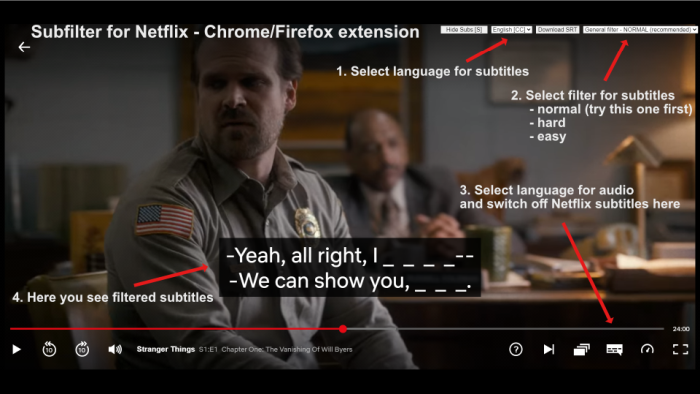 Subfilter for Netflix - Chrome/Firefox extension
Hide Subs [S] English [CC] Download SRT General filter - NORMAL (recommended)
1. Select language for subtitles
2. Select filter for subtitles
- normal (try this one first)
- hard
- easy
3. Select language for audio
and switch off Netflix subtitles here
-Yeah, all right, I _ _ _ _--
-We can show you, _ _ _.
4. Here you see filtered subtitles
24:00
10 10 Stranger Things S1:E1 Chapter One: The Vanishing Of Will Byers ?